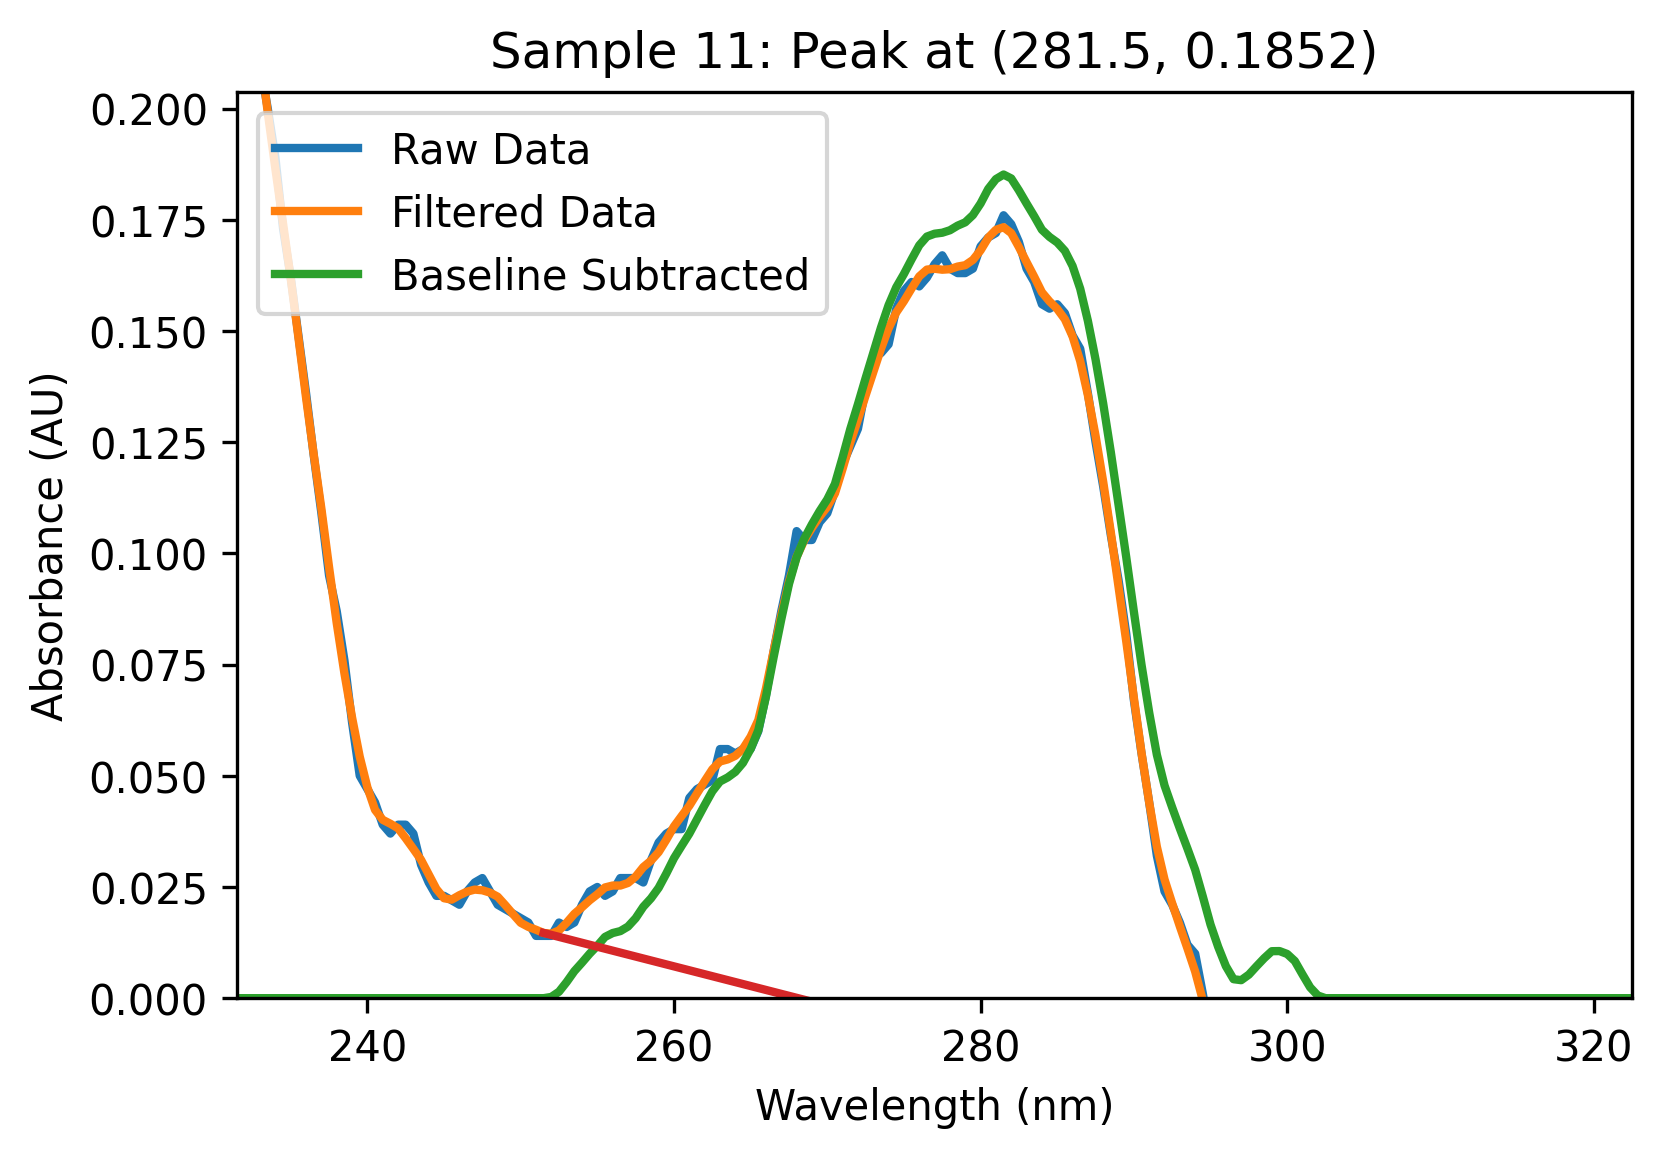 Sample 11: Peak at (281.5, 0.1852)
Raw Data
Filtered Data
Baseline Subtracted
Absorbance (AU)
0.200
0.175
0.150
0.125
0.100
0.075
0.050
0.025
0.000
240 260 280 300 320
Wavelength (nm)